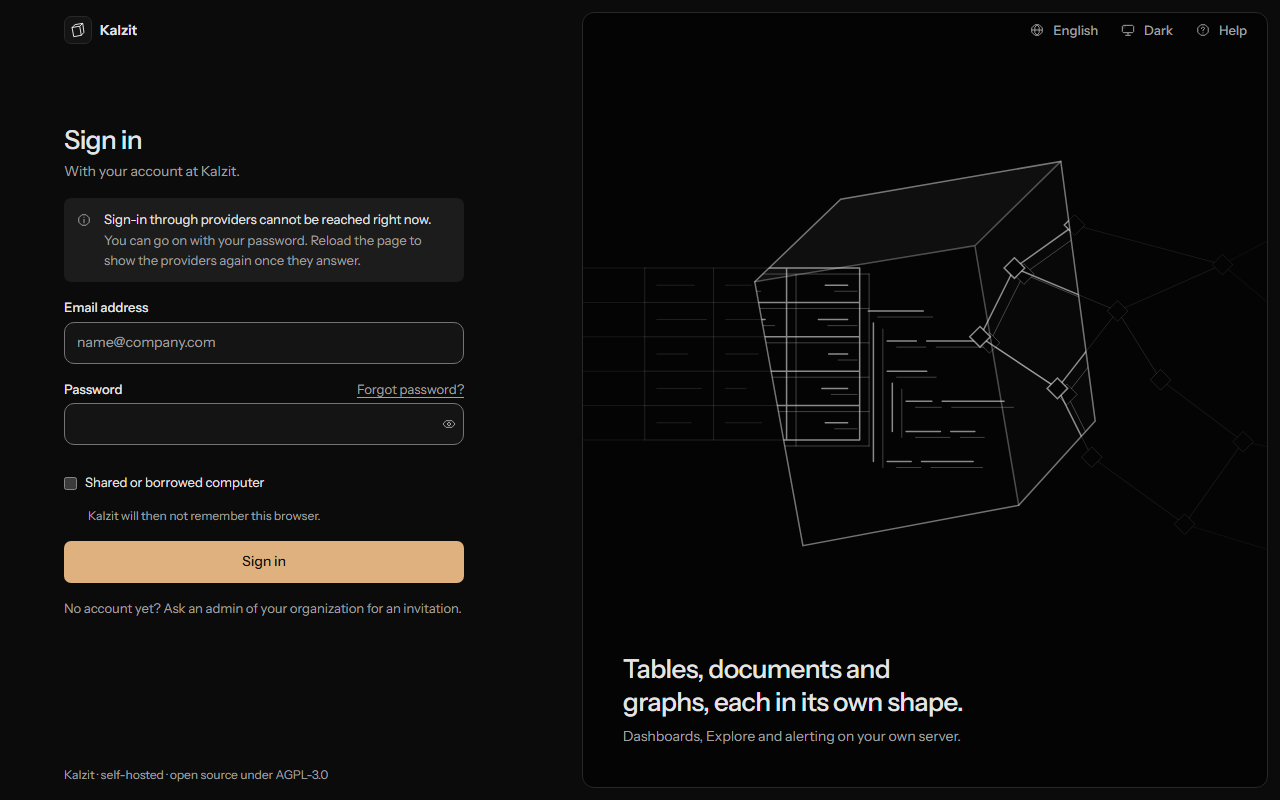 Kalzit
English
Dark
Help
Sign in
With your account at Kalzit.
Sign-in through providers cannot be reached right now.
You can go on with your password. Reload the page to
show the providers again once they answer.
Email address
name@company.com
Password
Forgot password?
Shared or borrowed computer
Kalzit will then not remember this browser.
Sign in
No account yet? Ask an admin of your organization for an invitation.
Tables, documents and
graphs, each in its own shape.
Dashboards, Explore and alerting on your own server.
Kalzit · self-hosted · open source under AGPL-3.0